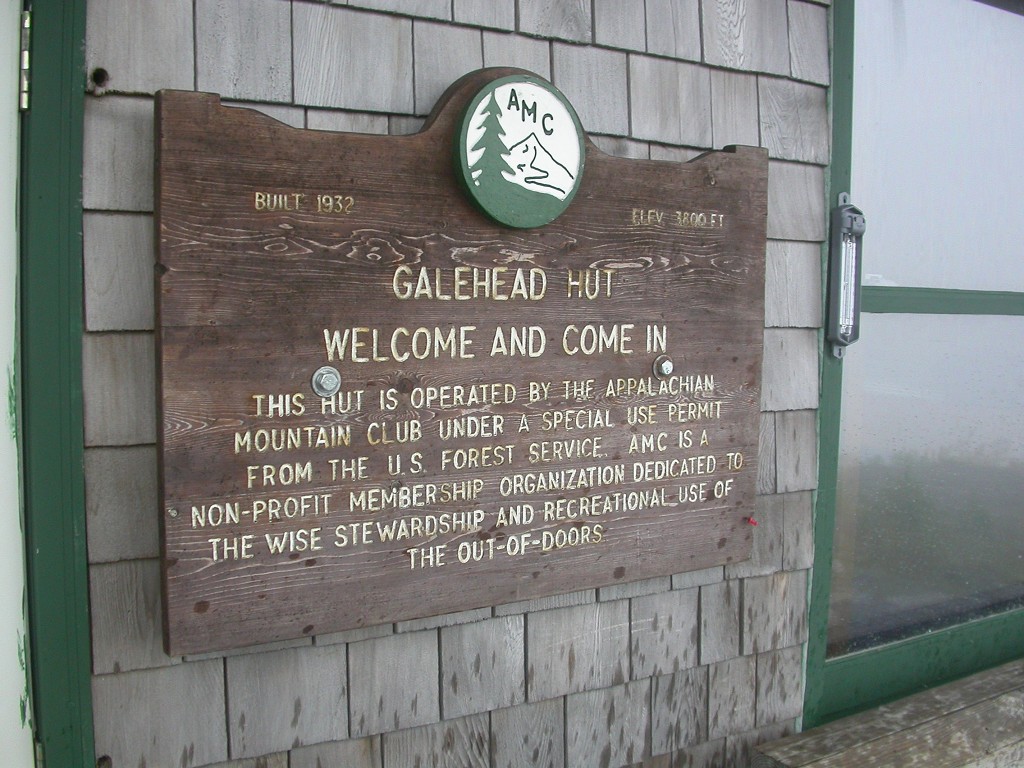 AMC
BUILT 1932
ELEV 3800 FT
GALEHEAD HUT
WELCOME AND COME IN
THIS HUT IS OPERATED BY THE APPALACHIAN
MOUNTAIN CLUB UNDER A SPECIAL USE PERMIT
FROM THE U.S. FOREST SERVICE. AMC IS A
NON-PROFIT MEMBERSHIP ORGANIZATION DEDICATED TO
THE WISE STEWARDSHIP AND RECREATIONAL USE OF
THE OUT-OF-DOORS